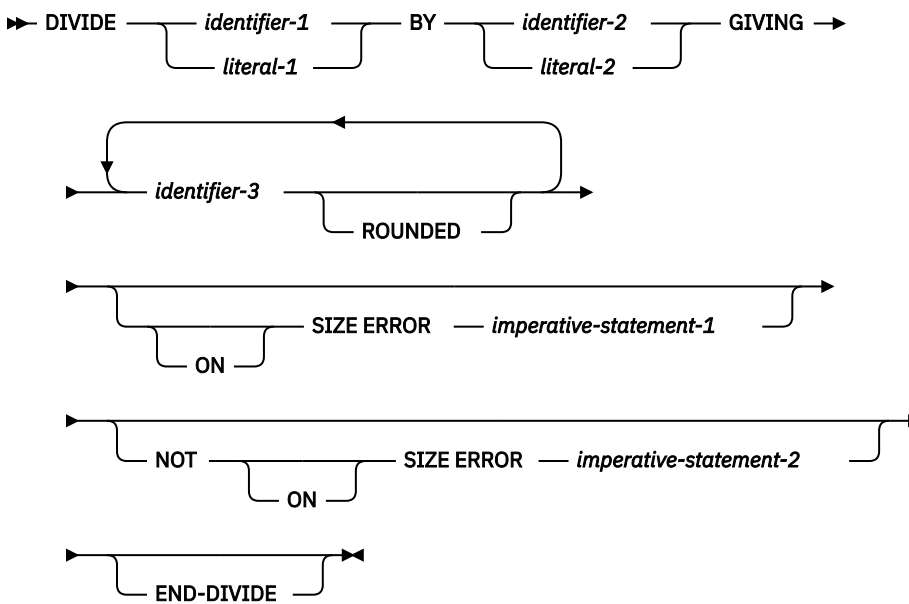 DIVIDE identifier-1 BY identifier-2 GIVING
literal-1 literal-2
identifier-3
ROUNDED
SIZE ERROR imperative-statement-1
ON
NOT SIZE ERROR imperative-statement-2
ON
END-DIVIDE